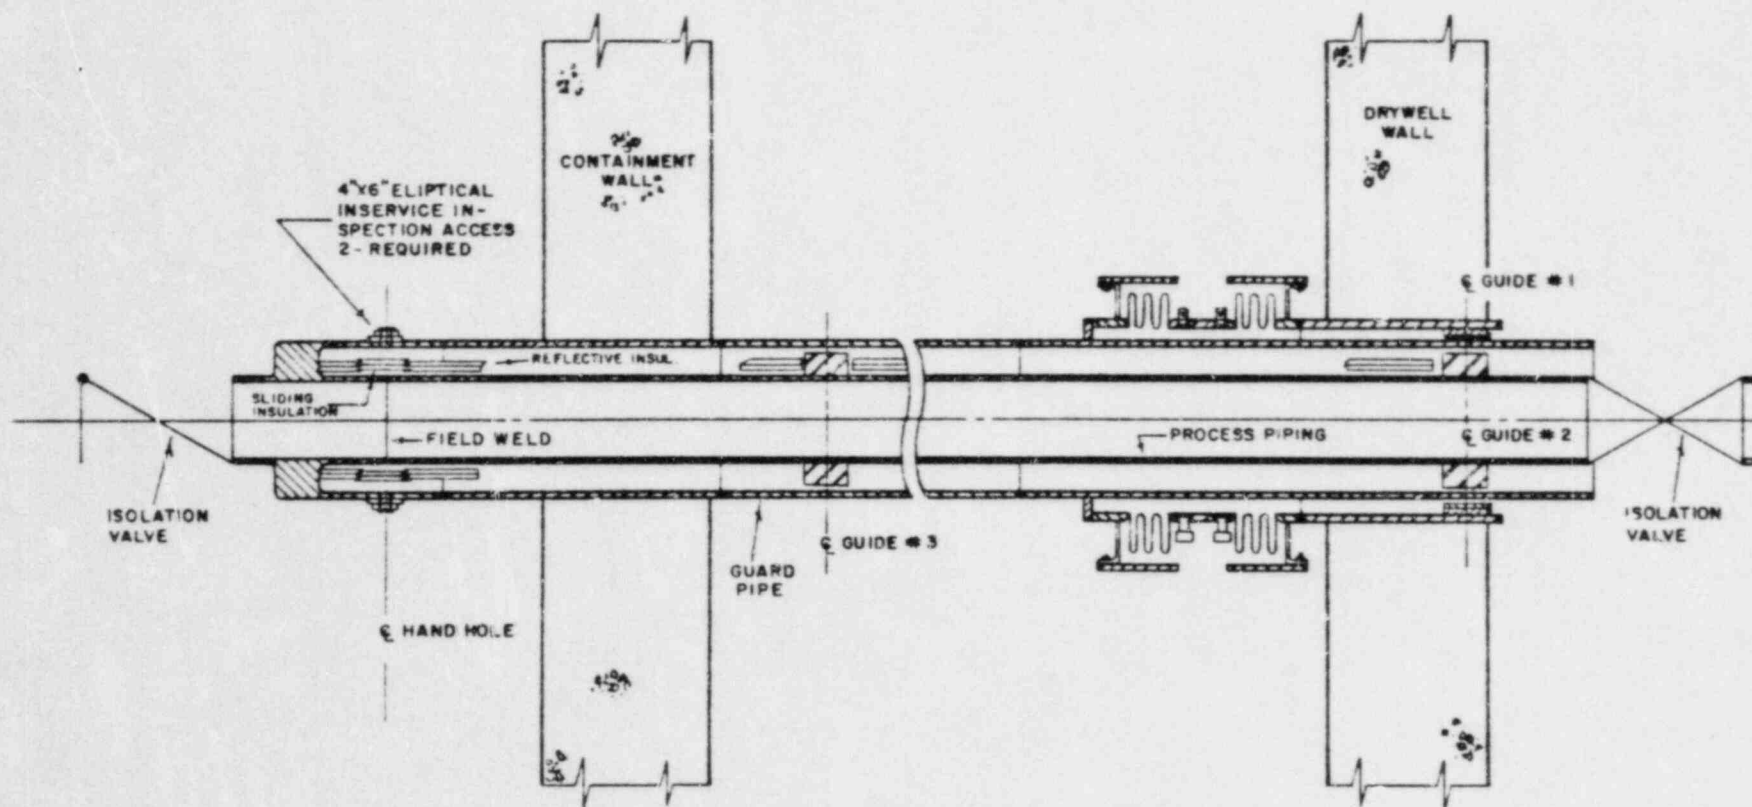 DRYWELL
WALL
CONTAINMENT
WALL
4"X6" ELIPTICAL
INSERVICE IN-
SPECTION ACCESS
2-REQUIRED
℄ GUIDE #1
REFLECTIVE INSUL.
SLIDING
INSULATION
FIELD WELD
PROCESS PIPING
℄ GUIDE #2
ISOLATION
VALVE
ISOLATION
VALVE
℄ GUIDE #3
GUARD
PIPE
℄ HAND HOLE